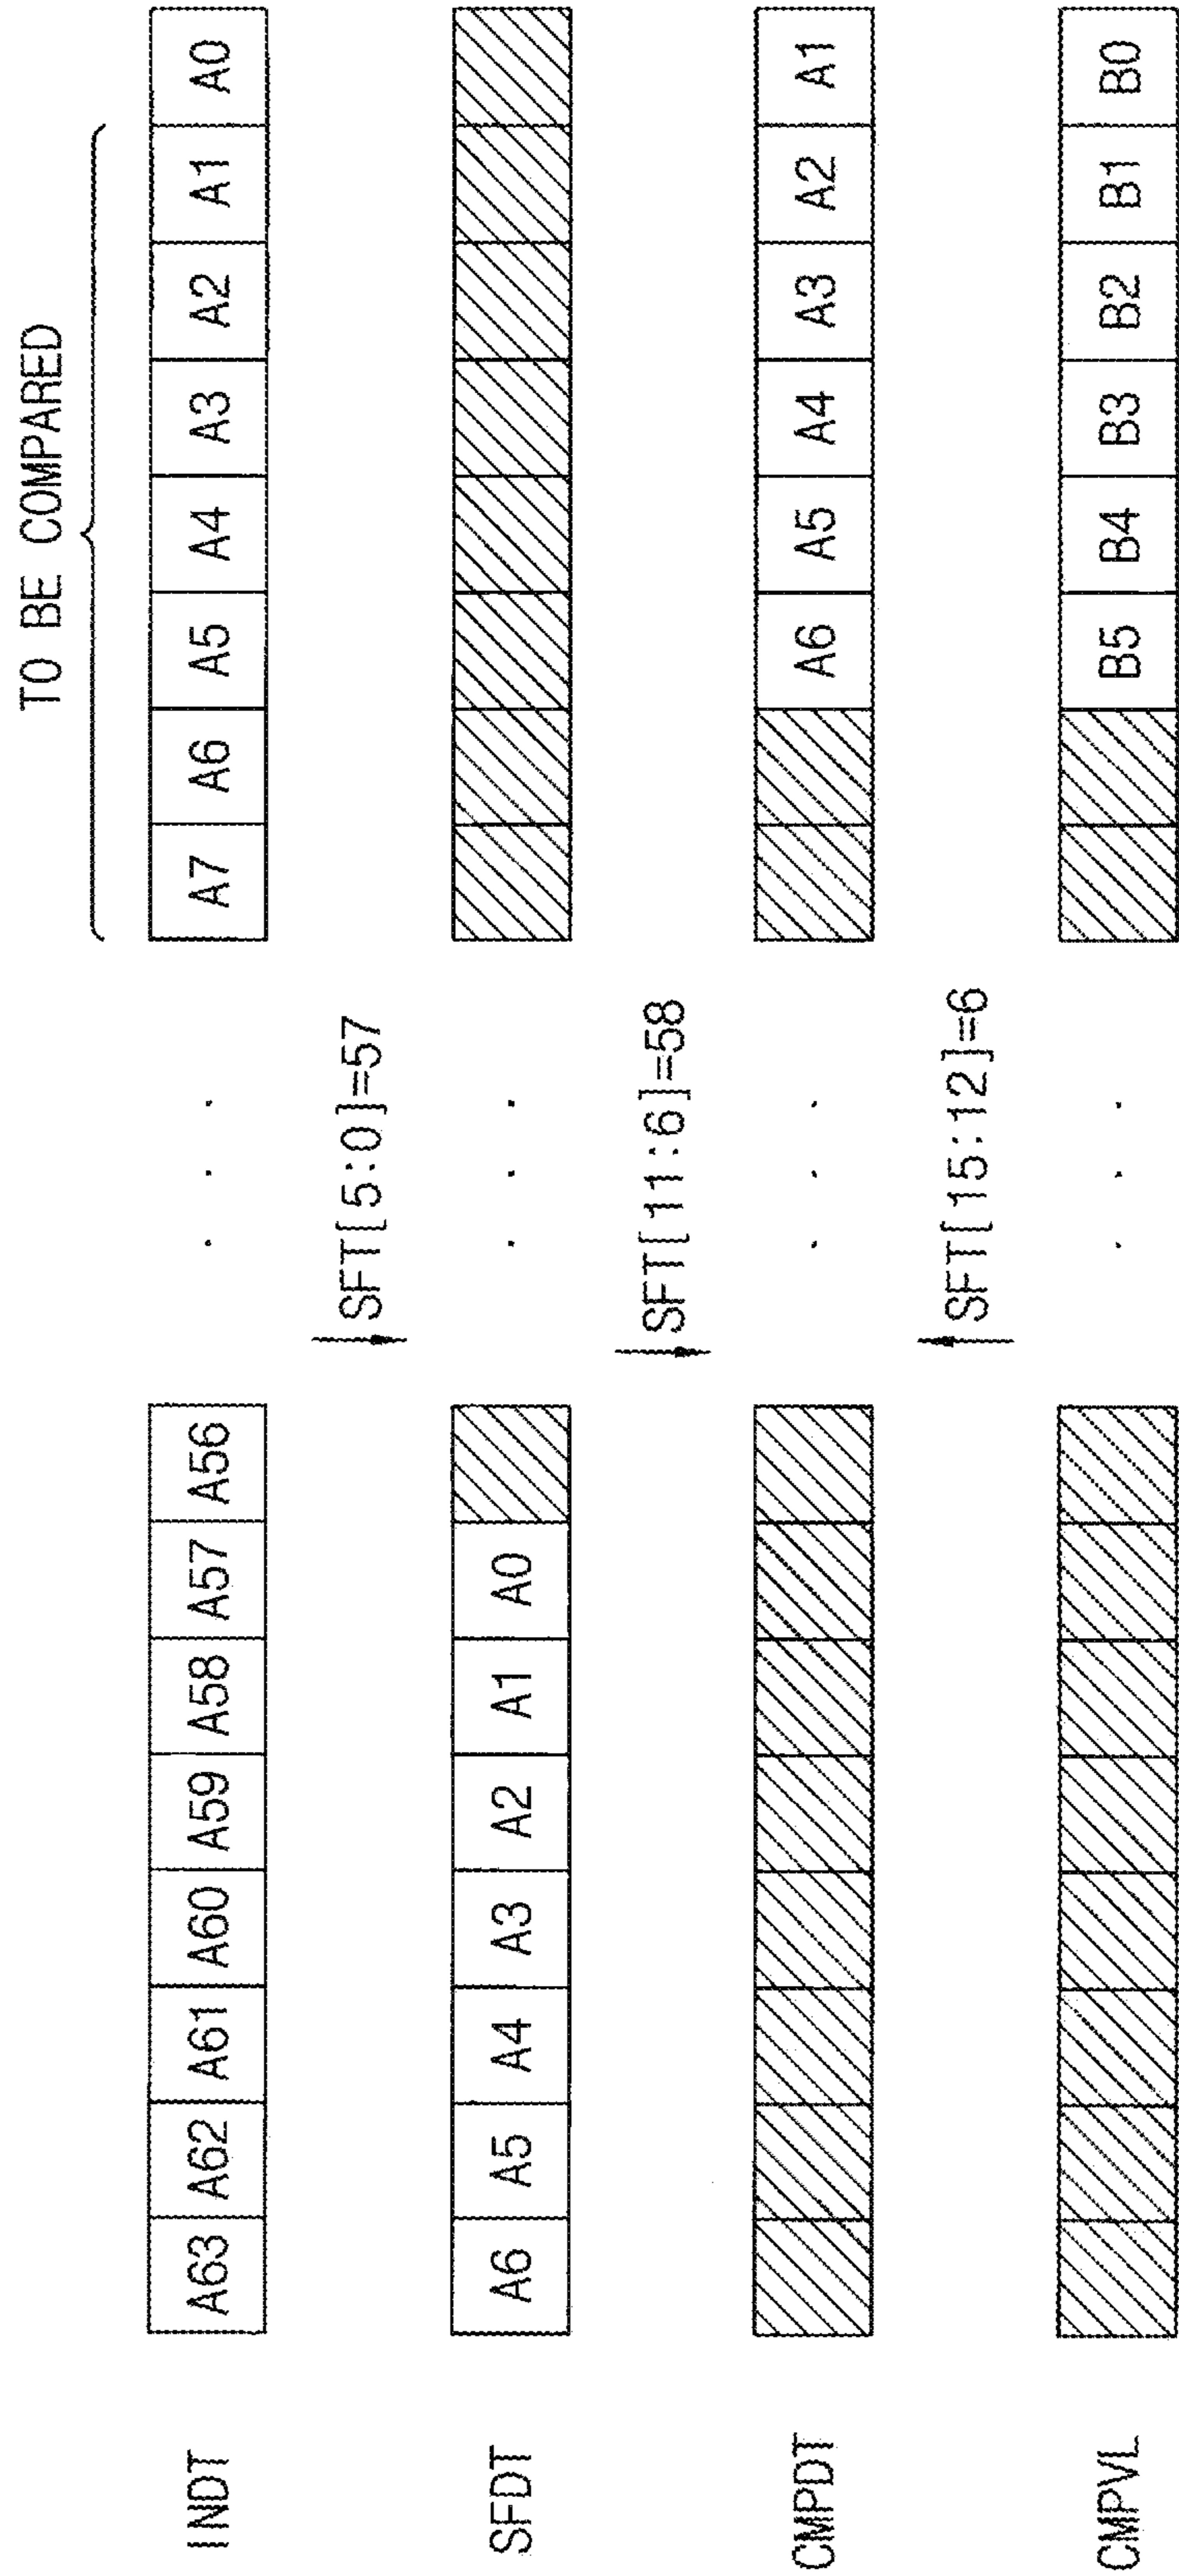 TO BE COMPARED
INDT A63 A62 A61 A60 A59 A58 A57 A56 . . . A7 A6 A5 A4 A3 A2 A1 A0
SFT[5:0]=57
SFDT A6 A5 A4 A3 A2 A1 A0 . . .
SFT[11:6]=58
CMPDT . . . A6 A5 A4 A3 A2 A1
SFT[15:12]=6
CMPVL . . . B5 B4 B3 B2 B1 B0